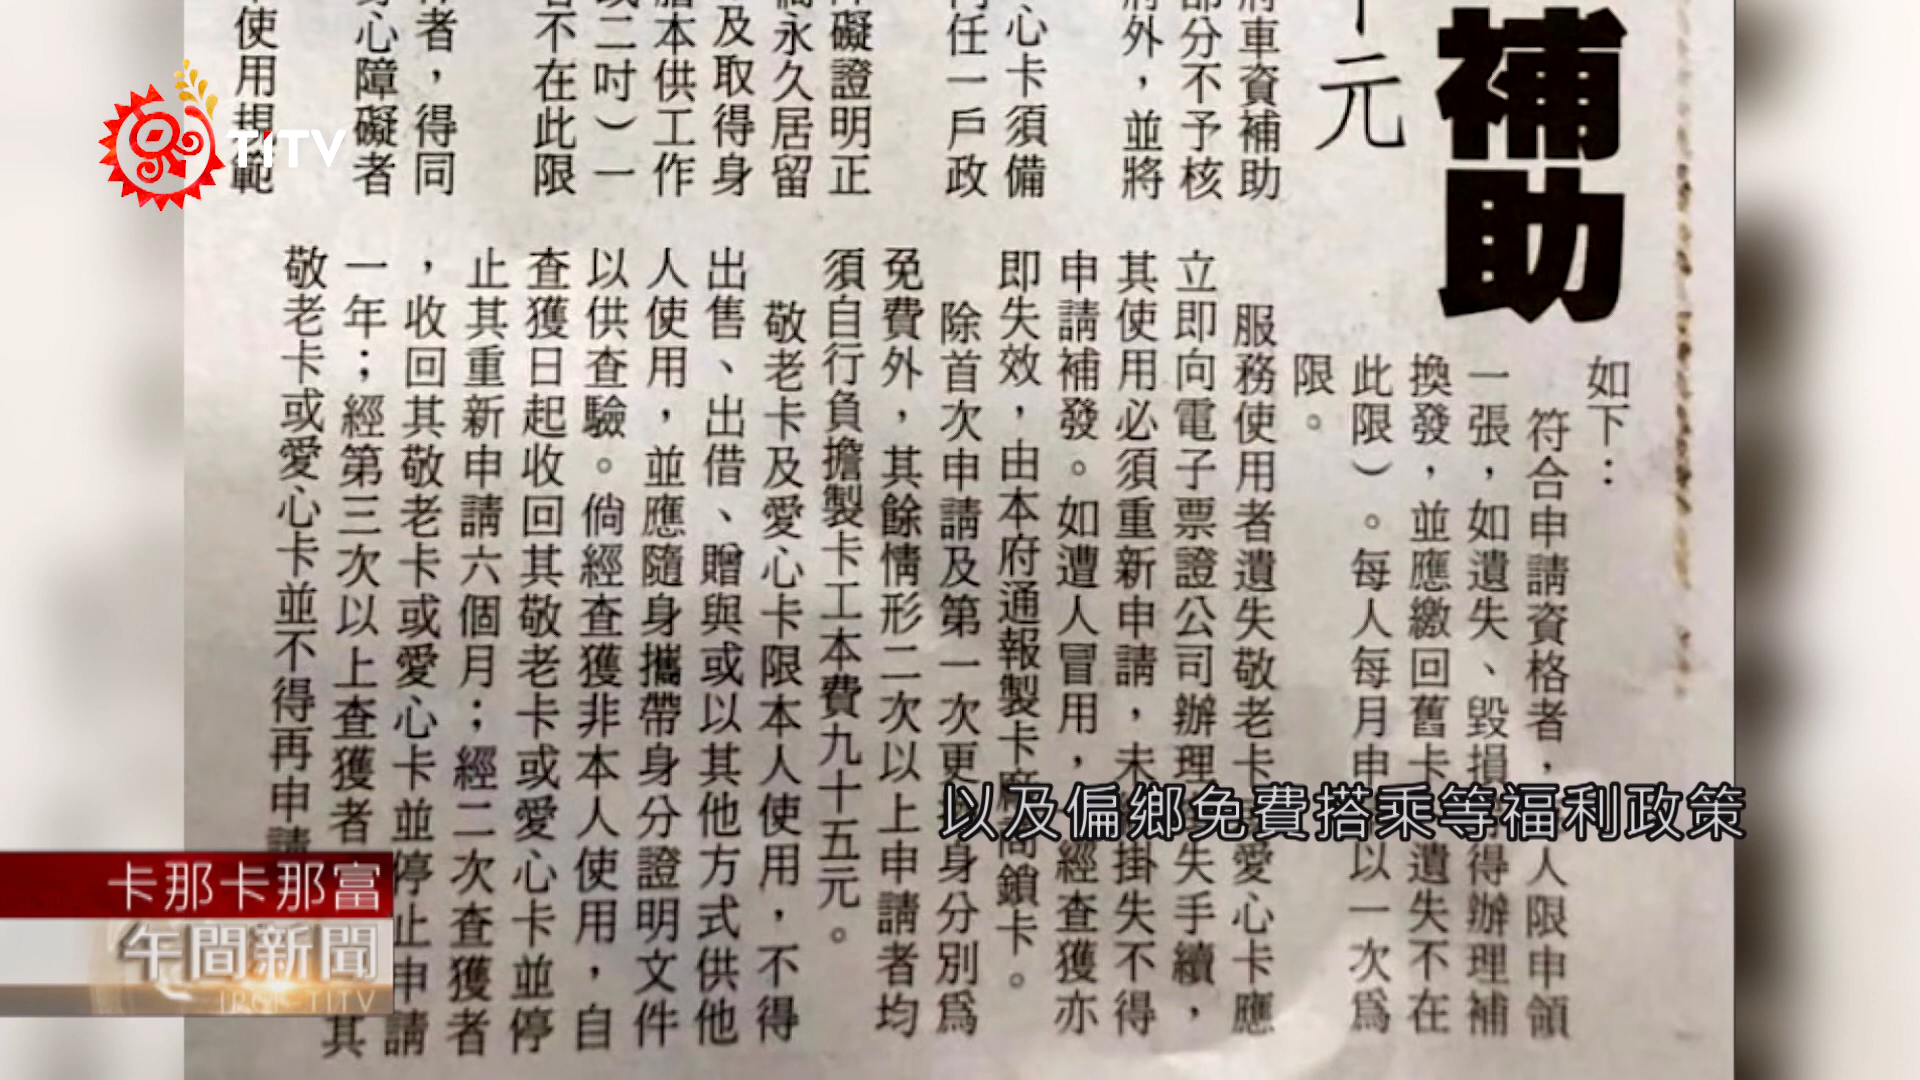 補助
十元
將車資補助
部分不予核
將外，並將
心卡須備
何任一戶政
障礙證明正
僑永久居留
及取得身
謄本供工作
或二吋）一
者不在此限
者，得同
身心障礙者
使用規範
如下：
符合申請資格者，
人限申領
一張，如遺失、毀損
得辦理補
換發，並應繳回舊卡
遺失不在
此限）。每人每月申
以一次為
限。
服務使用者遺失敬老卡
愛心卡應
立即向電子票證公司辦理
失手續，
其使用必須重新申請，未
掛失不得
申請補發。如遭人冒用，
經查獲亦
即失效，由本府通報製卡廠商鎖卡。
除首次申請及第一次更
身分別為
免費外，其餘情形二次以上申請者均
須自行負擔製卡工本費九十五元。
敬老卡及愛心卡限本人使用，不得
出售、出借、贈與或以其他方式供他
人使用，並應隨身攜帶身分證明文件
以供查驗。倘經查獲非本人使用，自
查獲日起收回其敬老卡或愛心卡並停
止其重新申請六個月；經二次查獲者
，收回其敬老卡或愛心卡並停止申請
一年；經第三次以上查獲者
其
敬老卡或愛心卡並不得再申請
以及偏鄉免費搭乘等福利政策
TITV
卡那卡那富
午間新聞
IPCF-TITV